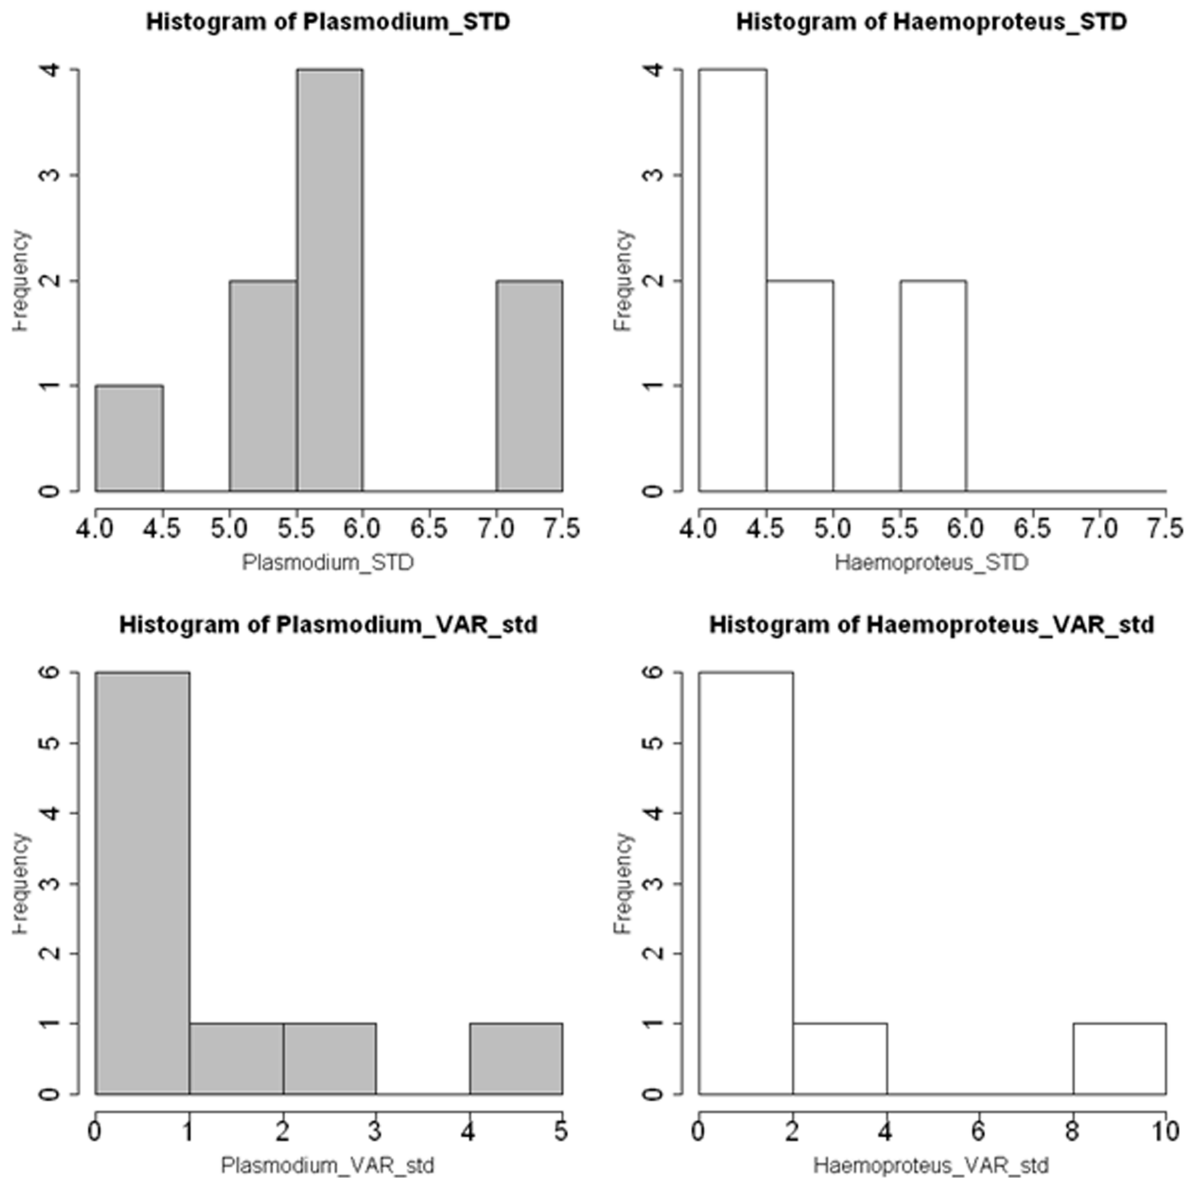 Histogram of Plasmodium_STD
Frequency
4
3
2
1
0
4.0 4.5 5.0 5.5 6.0 6.5 7.0 7.5
Plasmodium_STD
Histogram of Haemoproteus_STD
Frequency
4
3
2
1
0
4.0 4.5 5.0 5.5 6.0 6.5 7.0 7.5
Haemoproteus_STD
Histogram of Plasmodium_VAR_std
Frequency
6
5
4
3
2
1
0
0 1 2 3 4 5
Plasmodium_VAR_std
Histogram of Haemoproteus_VAR_std
Frequency
6
5
4
3
2
1
0
0 2 4 6 8 10
Haemoproteus_VAR_std